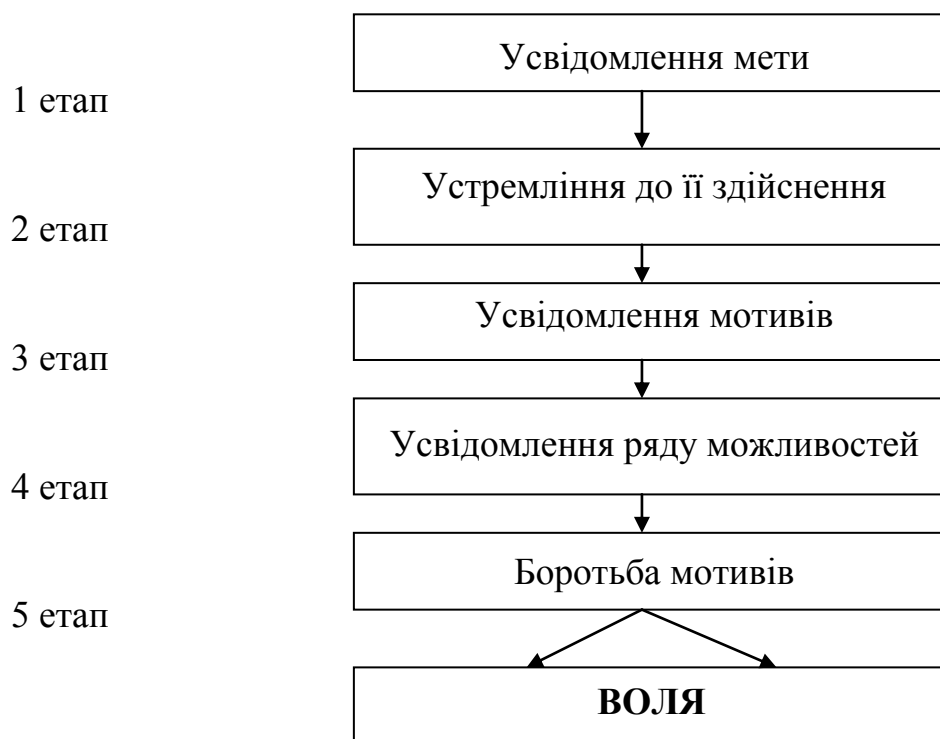 Усвідомлення мети
1 етап
Устремління до її здійснення
2 етап
Усвідомлення мотивів
3 етап
Усвідомлення ряду можливостей
4 етап
Боротьба мотивів
5 етап
ВОЛЯ